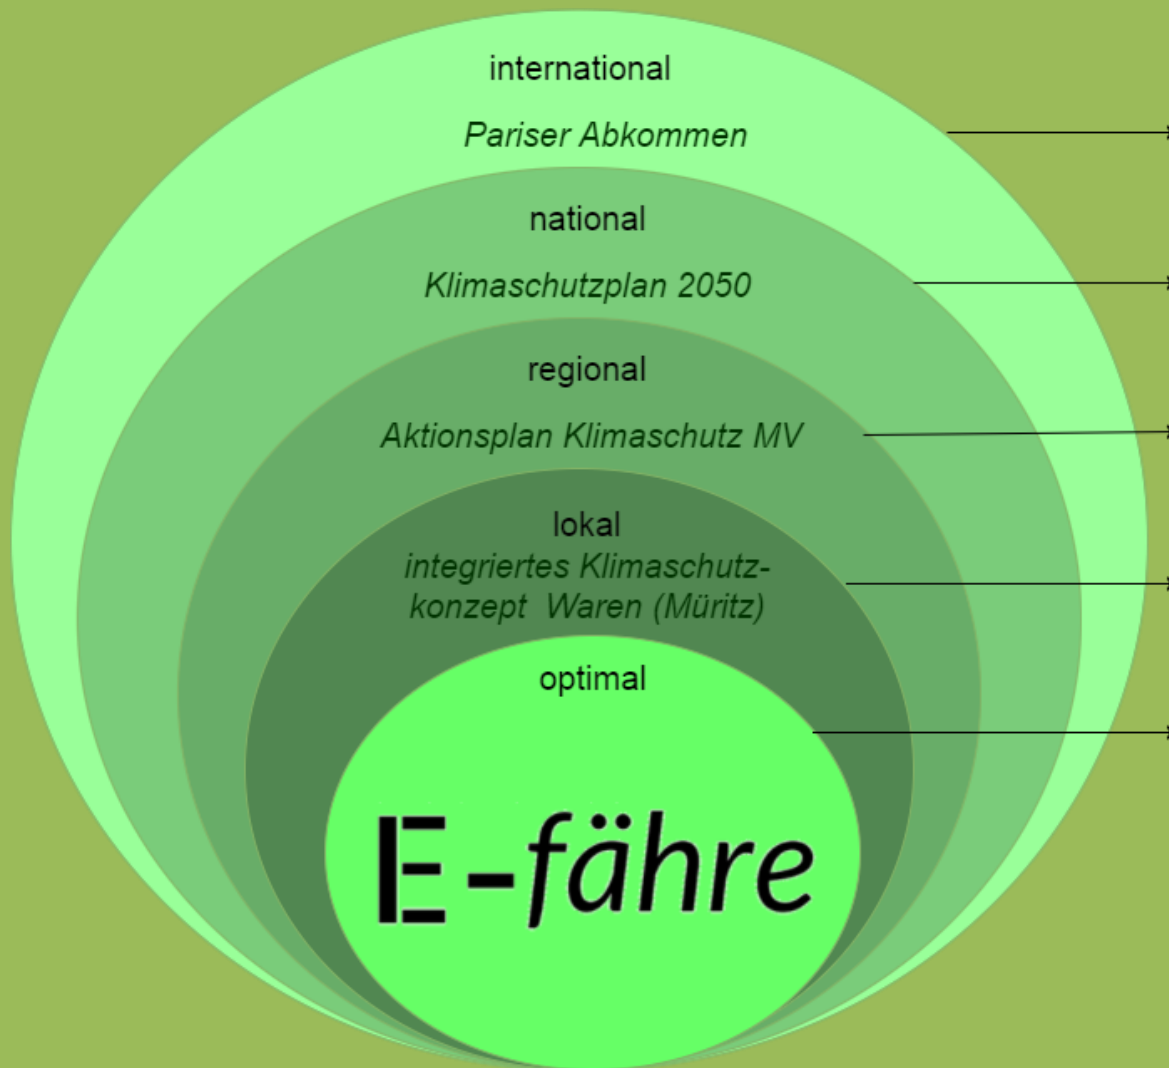 international
Pariser Abkommen
national
Klimaschutzplan 2050
regional
Aktionsplan Klimaschutz MV
lokal
integriertes Klimaschutz-
konzept Waren (Müritz)
optimal
E-fähre